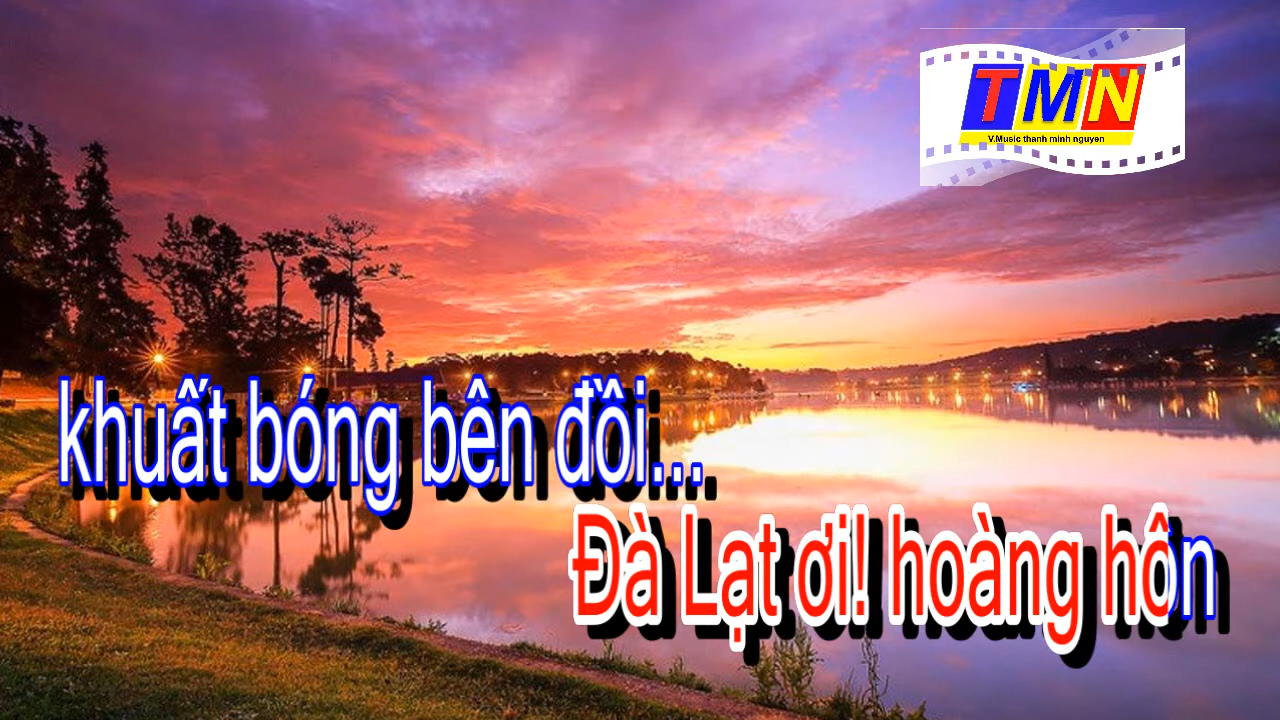 TMN
V.Music thanh minh nguyen
khuất bóng bên đồi...
Đà Lạt ơi! hoàng hôn